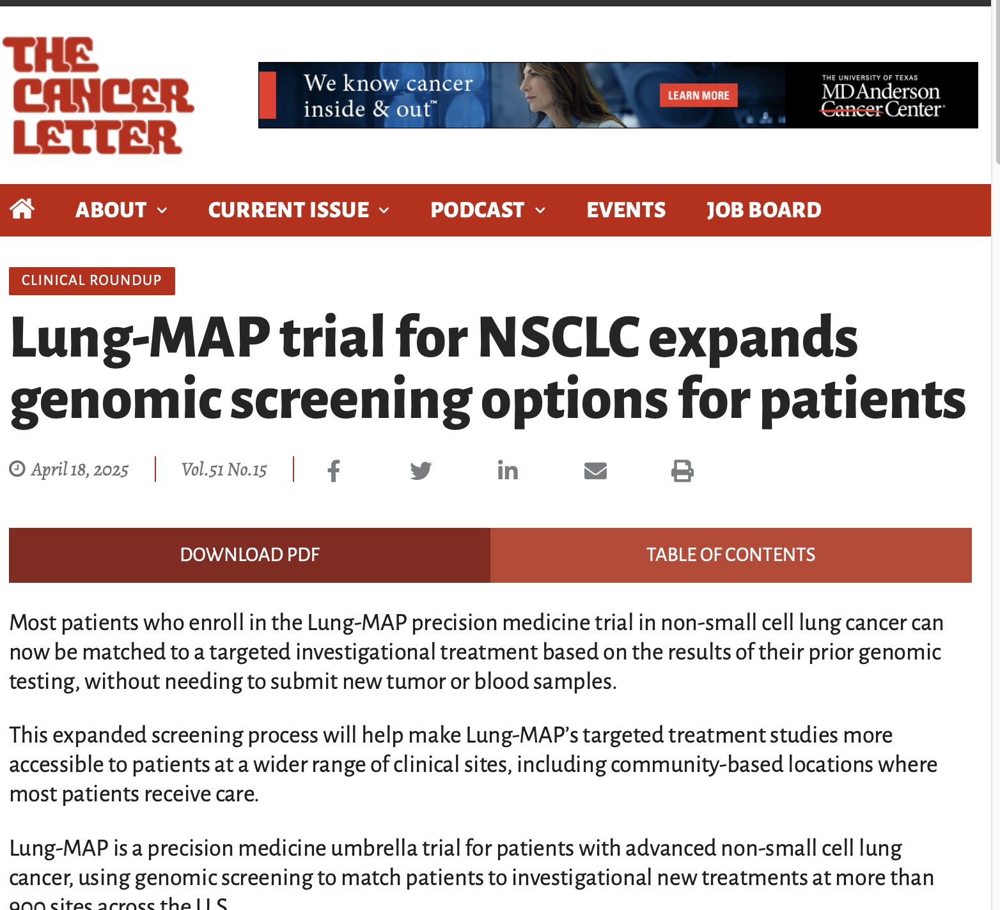 THE
CANCER
LETTER
We know cancer
inside & out™
LEARN MORE
THE UNIVERSITY OF TEXAS
MD Anderson
Cancer Center®
ABOUT
CURRENT ISSUE
PODCAST
EVENTS
JOB BOARD
CLINICAL ROUNDUP
Lung-MAP trial for NSCLC expands
genomic screening options for patients
April 18, 2025
Vol.51 No.15
DOWNLOAD PDF
TABLE OF CONTENTS
Most patients who enroll in the Lung-MAP precision medicine trial in non-small cell lung cancer can
now be matched to a targeted investigational treatment based on the results of their prior genomic
testing, without needing to submit new tumor or blood samples.
This expanded screening process will help make Lung-MAP’s targeted treatment studies more
accessible to patients at a wider range of clinical sites, including community-based locations where
most patients receive care.
Lung-MAP is a precision medicine umbrella trial for patients with advanced non-small cell lung
cancer, using genomic screening to match patients to investigational new treatments at more than
900 sites across the U.S.